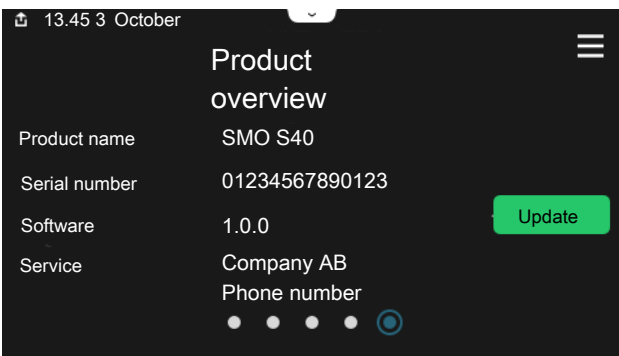 13.45 3 October
Product
overview
Product name SMO S40
Serial number 01234567890123
Software 1.0.0 Update
Service Company AB
Phone number